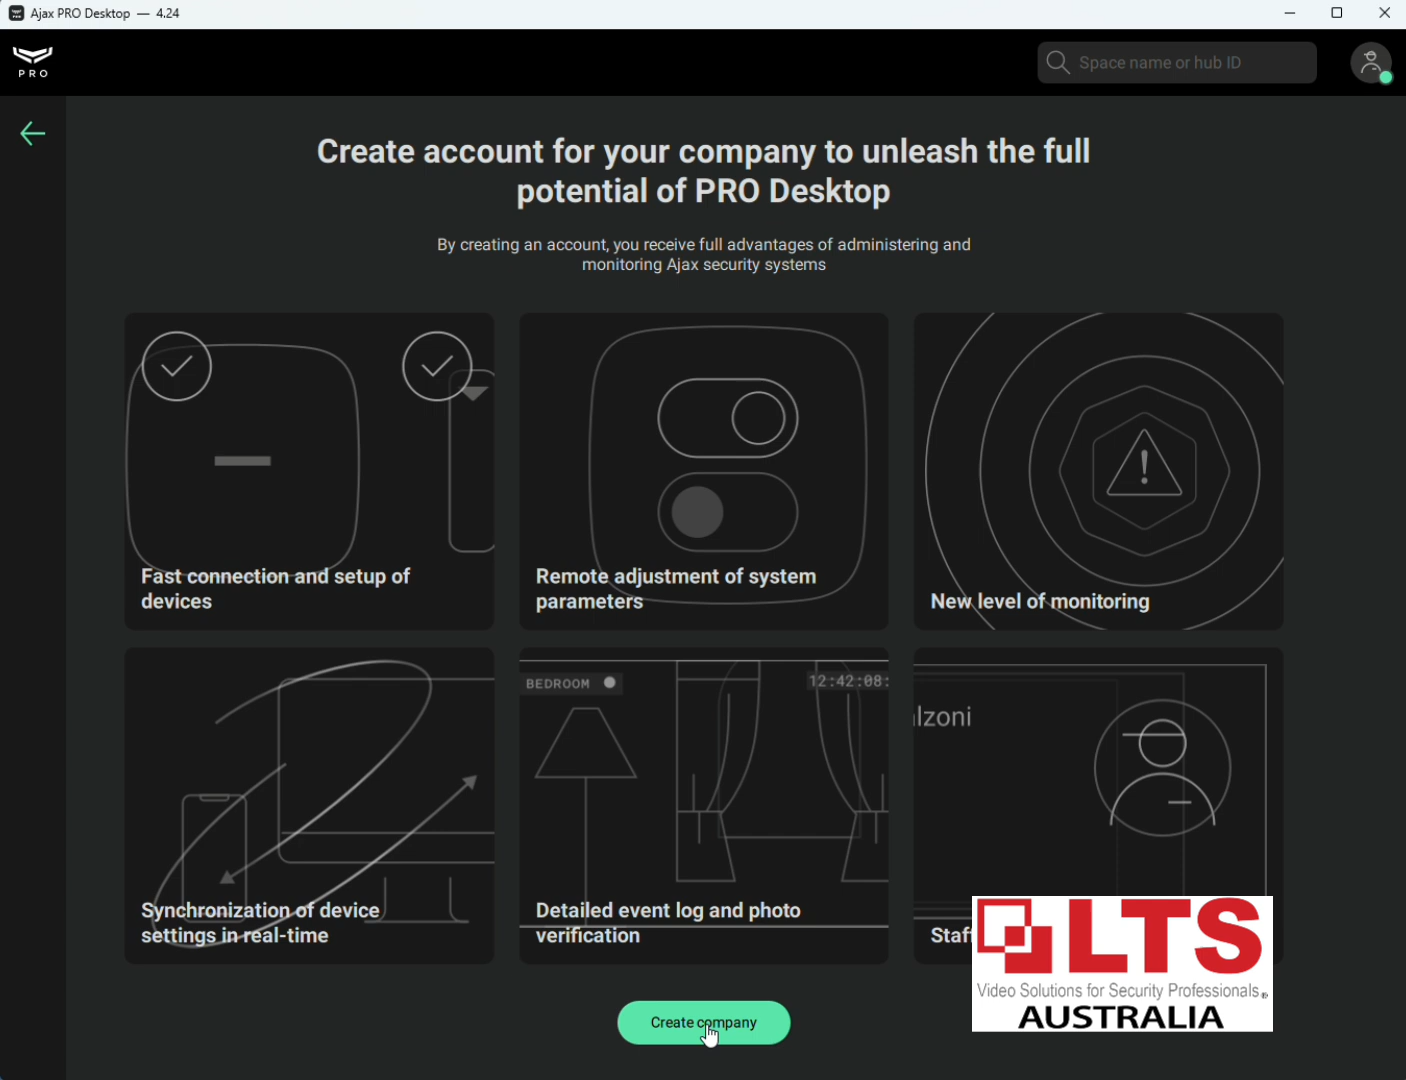 Ajax PRO Desktop — 4.24
PRO
Space name or hub ID
Create account for your company to unleash the full
potential of PRO Desktop
By creating an account, you receive full advantages of administering and
monitoring Ajax security systems
Fast connection and setup of
devices
Remote adjustment of system
parameters
New level of monitoring
Synchronization of device
settings in real-time
BEDROOM
12:42:08:
Detailed event log and photo
verification
lzoni
Staf
LTS
Video Solutions for Security Professionals®
AUSTRALIA
Create company